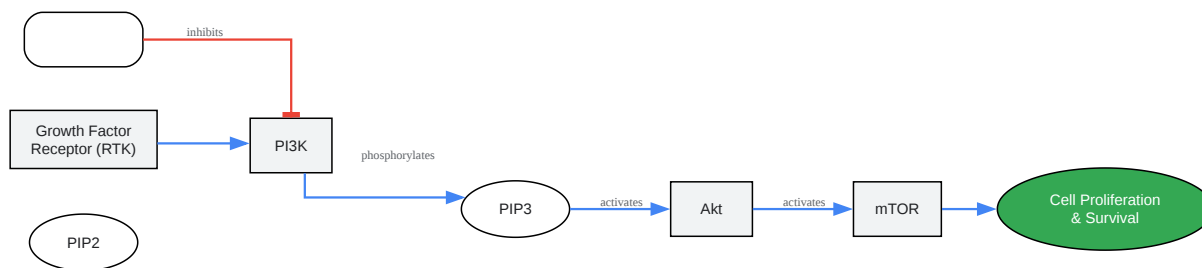 inhibits
Growth Factor
Receptor (RTK)
PI3K
phosphorylates
PIP3
activates
Akt
activates
mTOR
Cell Proliferation
& Survival
PIP2